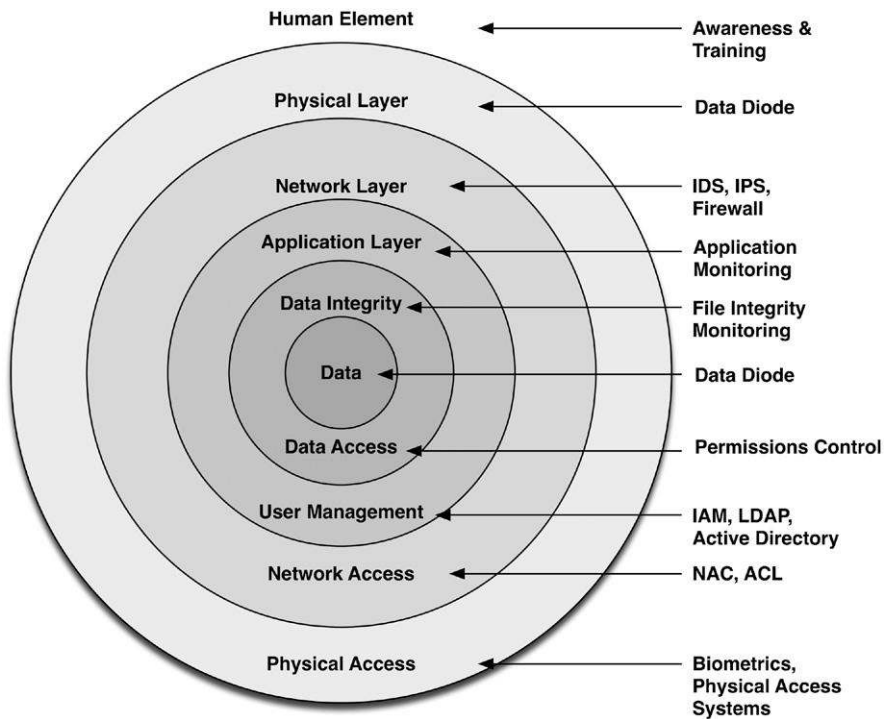 Human Element
Awareness &
Training
Physical Layer
Data Diode
Network Layer
IDS, IPS,
Firewall
Application Layer
Application
Monitoring
Data Integrity
File Integrity
Monitoring
Data
Data Diode
Data Access
Permissions Control
User Management
IAM, LDAP,
Active Directory
Network Access
NAC, ACL
Physical Access
Biometrics,
Physical Access
Systems